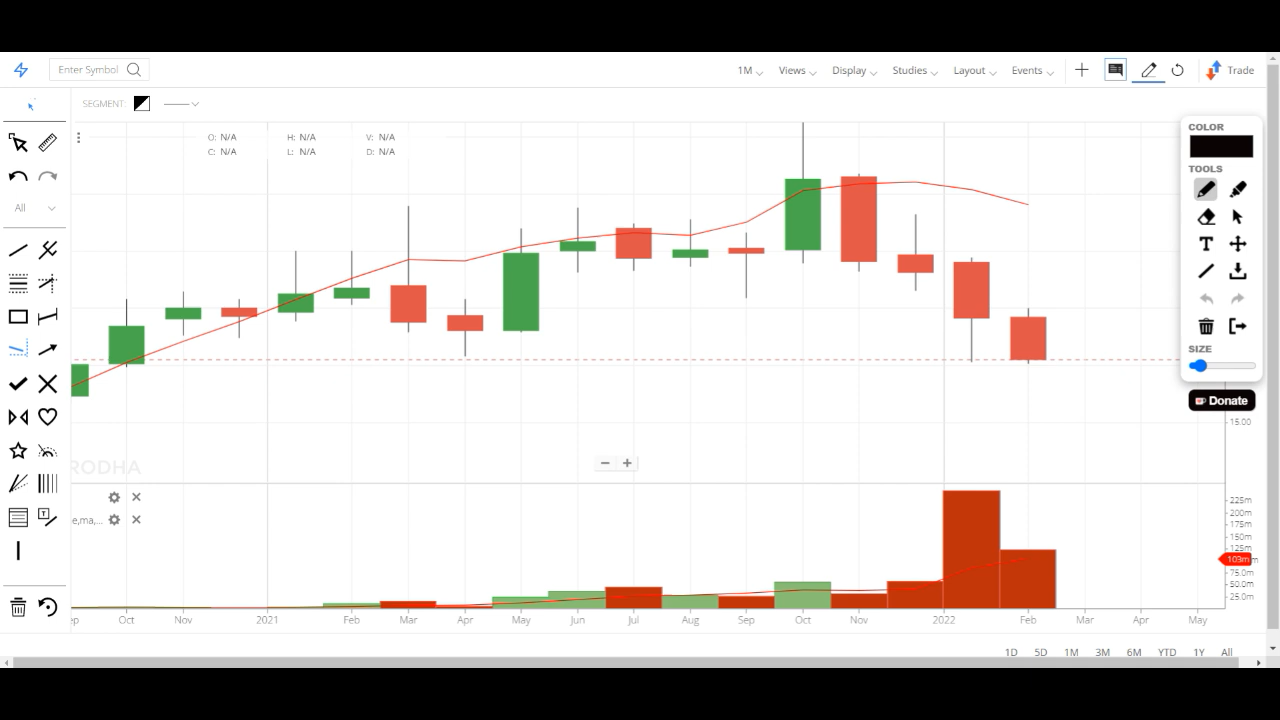 Enter Symbol
1M Views Display Studies Layout Events Trade
SEGMENT:
O: N/A H: N/A V: N/A
C: N/A L: N/A D: N/A
COLOR
TOOLS
All
T
SIZE
Donate
15.00
RODHA
225m
e,ma,...
200m
175m
150m
125m
103m
75.0m
50.0m
25.0m
Oct Nov 2021 Feb Mar Apr May Jun Jul Aug Sep Oct Nov 2022 Feb Mar Apr May
1D 5D 1M 3M 6M YTD 1Y All